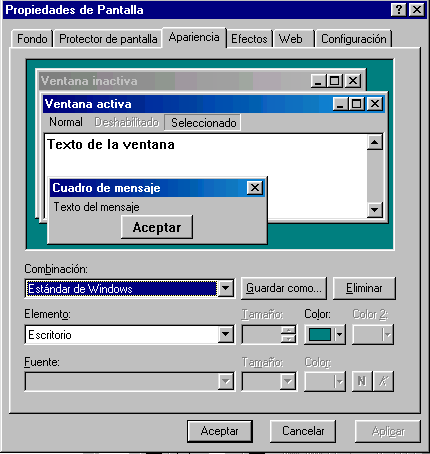 Propiedades de Pantalla
Fondo Protector de pantalla Apariencia Efectos Web Configuración
Ventana inactiva
Ventana activa
Normal Deshabilitado Seleccionado
Texto de la ventana
Cuadro de mensaje
Texto del mensaje
Aceptar
Combinación:
Estándar de Windows Guardar como... Eliminar
Elemento: Tamaño: Color: Color 2:
Escritorio
Fuente: Tamaño: Color:
N K
Aceptar Cancelar Aplicar